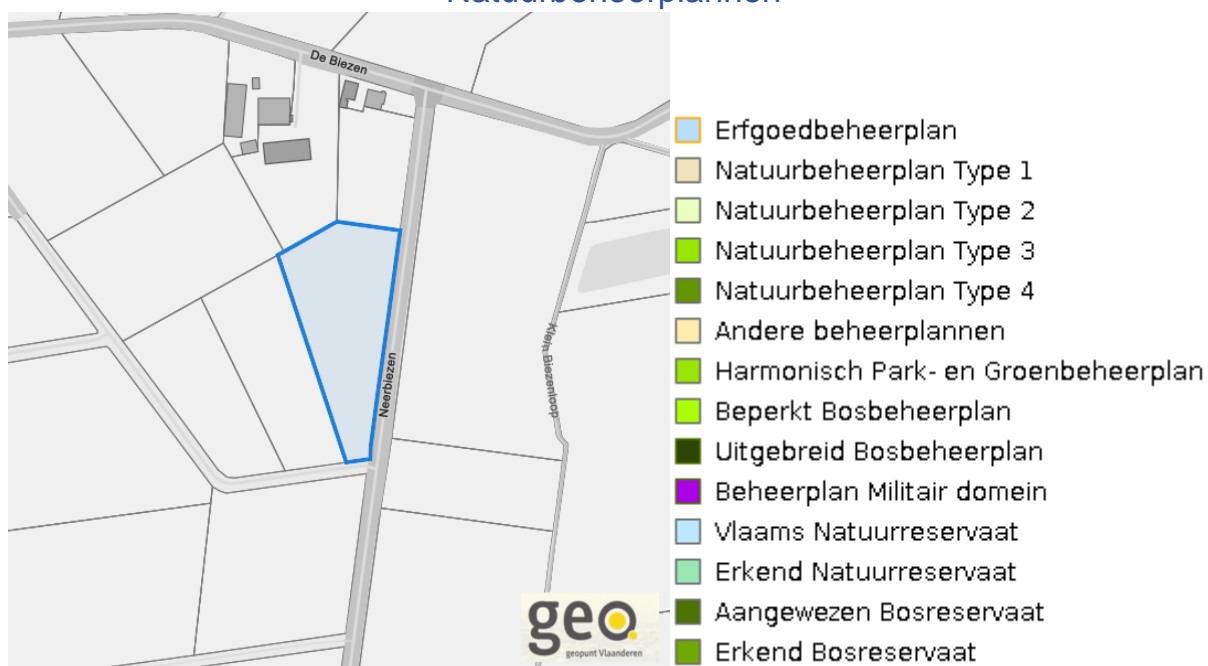 Natuurbeheerplannen
De Biezen
Neerbiezen
Klein Biezenloop
geo
geopunt Vlaanderen
Erfgoedbeheerplan
Natuurbeheerplan Type 1
Natuurbeheerplan Type 2
Natuurbeheerplan Type 3
Natuurbeheerplan Type 4
Andere beheerplannen
Harmonisch Park- en Groenbeheerplan
Beperkt Bosbeheerplan
Uitgebreid Bosbeheerplan
Beheerplan Militair domein
Vlaams Natuurreservaat
Erkend Natuurreservaat
Aangewezen Bosreservaat
Erkend Bosreservaat